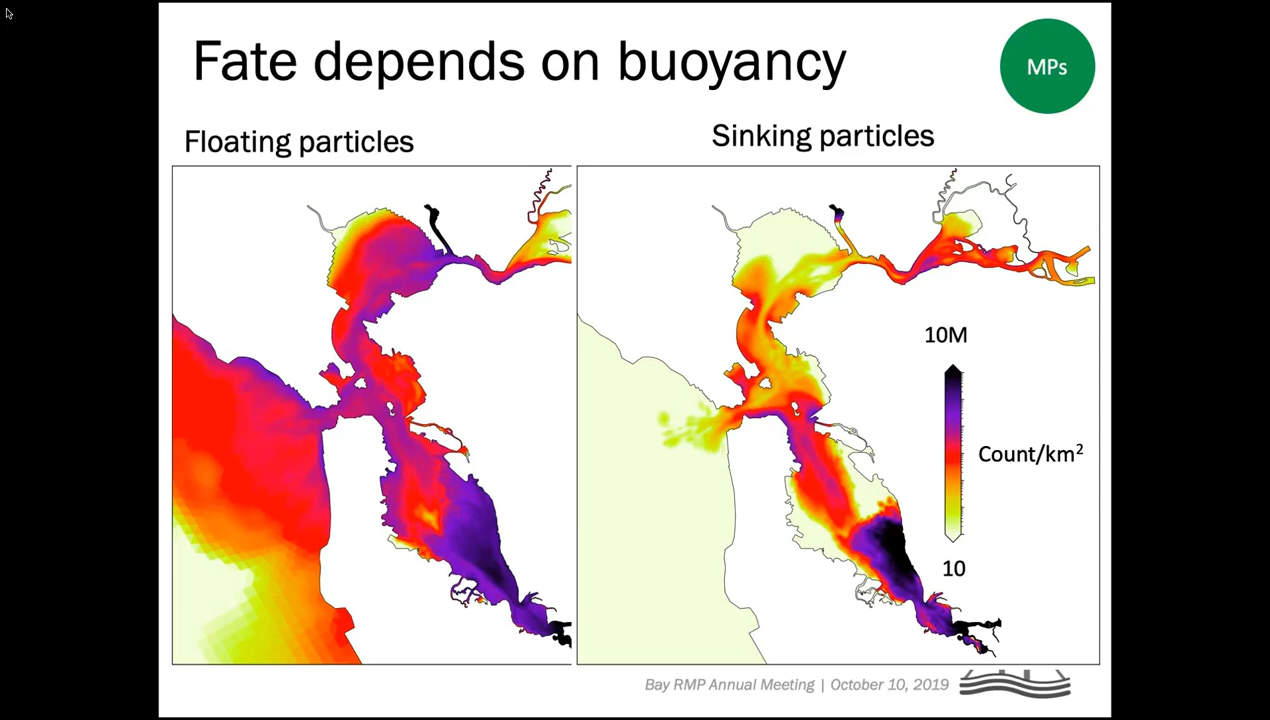 Fate depends on buoyancy
MPs
Floating particles
Sinking particles
10M
Count/km²
10
Bay RMP Annual Meeting | October 10, 2019